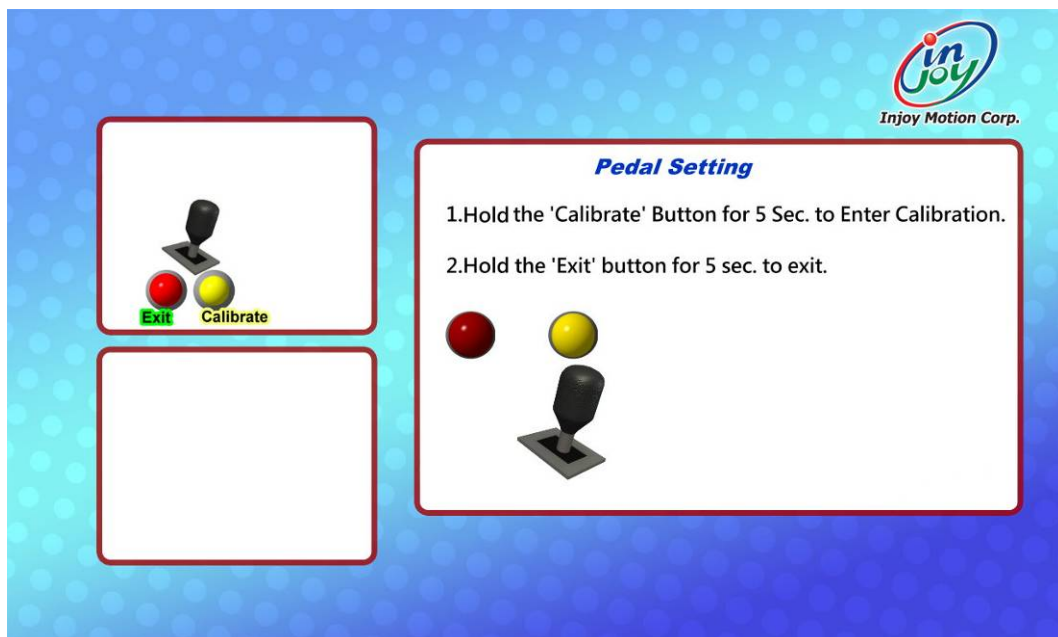 in
joy
Injoy Motion Corp.
Exit
Calibrate
Pedal Setting
1.Hold the 'Calibrate' Button for 5 Sec. to Enter Calibration.
2.Hold the 'Exit' button for 5 sec. to exit.